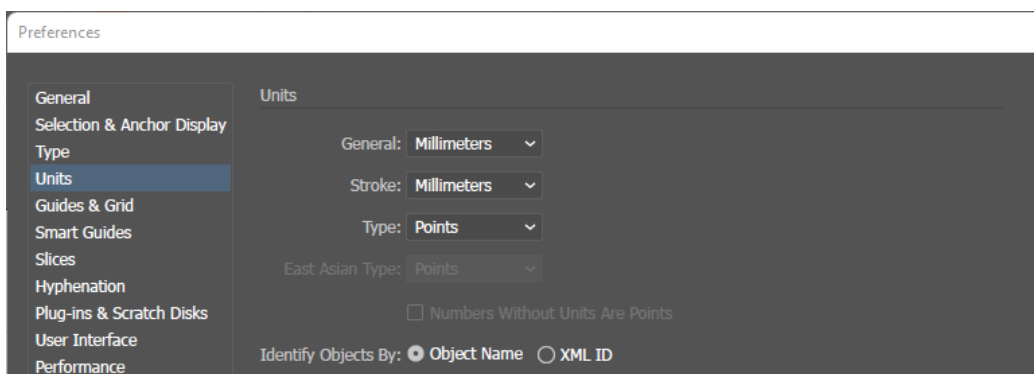 Preferences
General
Selection & Anchor Display
Type
Units
Guides & Grid
Smart Guides
Slices
Hyphenation
Plug-ins & Scratch Disks
User Interface
Performance
Units
General: Millimeters
Stroke: Millimeters
Type: Points
East Asian Type: Points
Numbers Without Units Are Points
Identify Objects By: Object Name XML ID